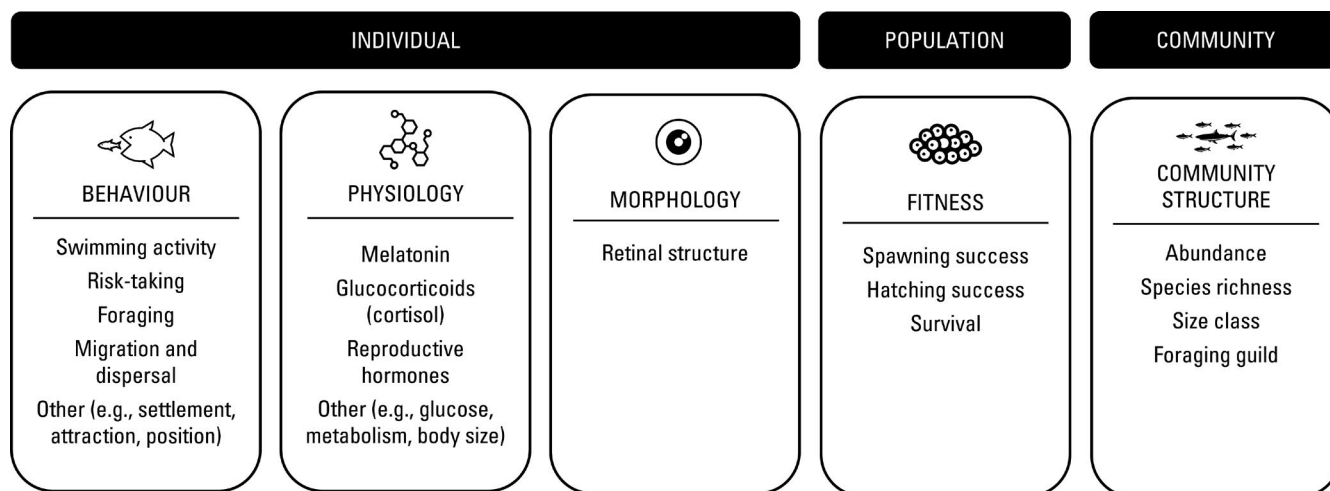 INDIVIDUAL
POPULATION
COMMUNITY
BEHAVIOUR
Swimming activity
Risk-taking
Foraging
Migration and
dispersal
Other (e.g., settlement,
attraction, position)
PHYSIOLOGY
Melatonin
Glucocorticoids
(cortisol)
Reproductive
hormones
Other (e.g., glucose,
metabolism, body size)
MORPHOLOGY
Retinal structure
FITNESS
Spawning success
Hatching success
Survival
COMMUNITY
STRUCTURE
Abundance
Species richness
Size class
Foraging guild